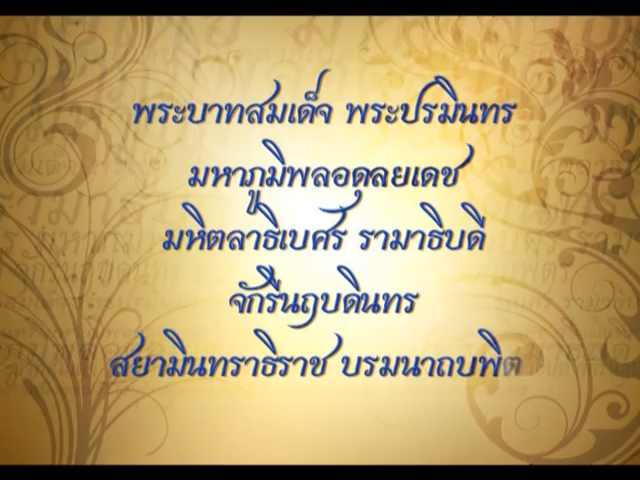 พระบาทสมเด็จ พระปรมินทร
มหาภูมิพลอดุลยเดช
มหิตลาธิเบศร รามาธิบดี
จักรีนฤบดินทร
สยามินทราธิราช บรมนาถบพิต